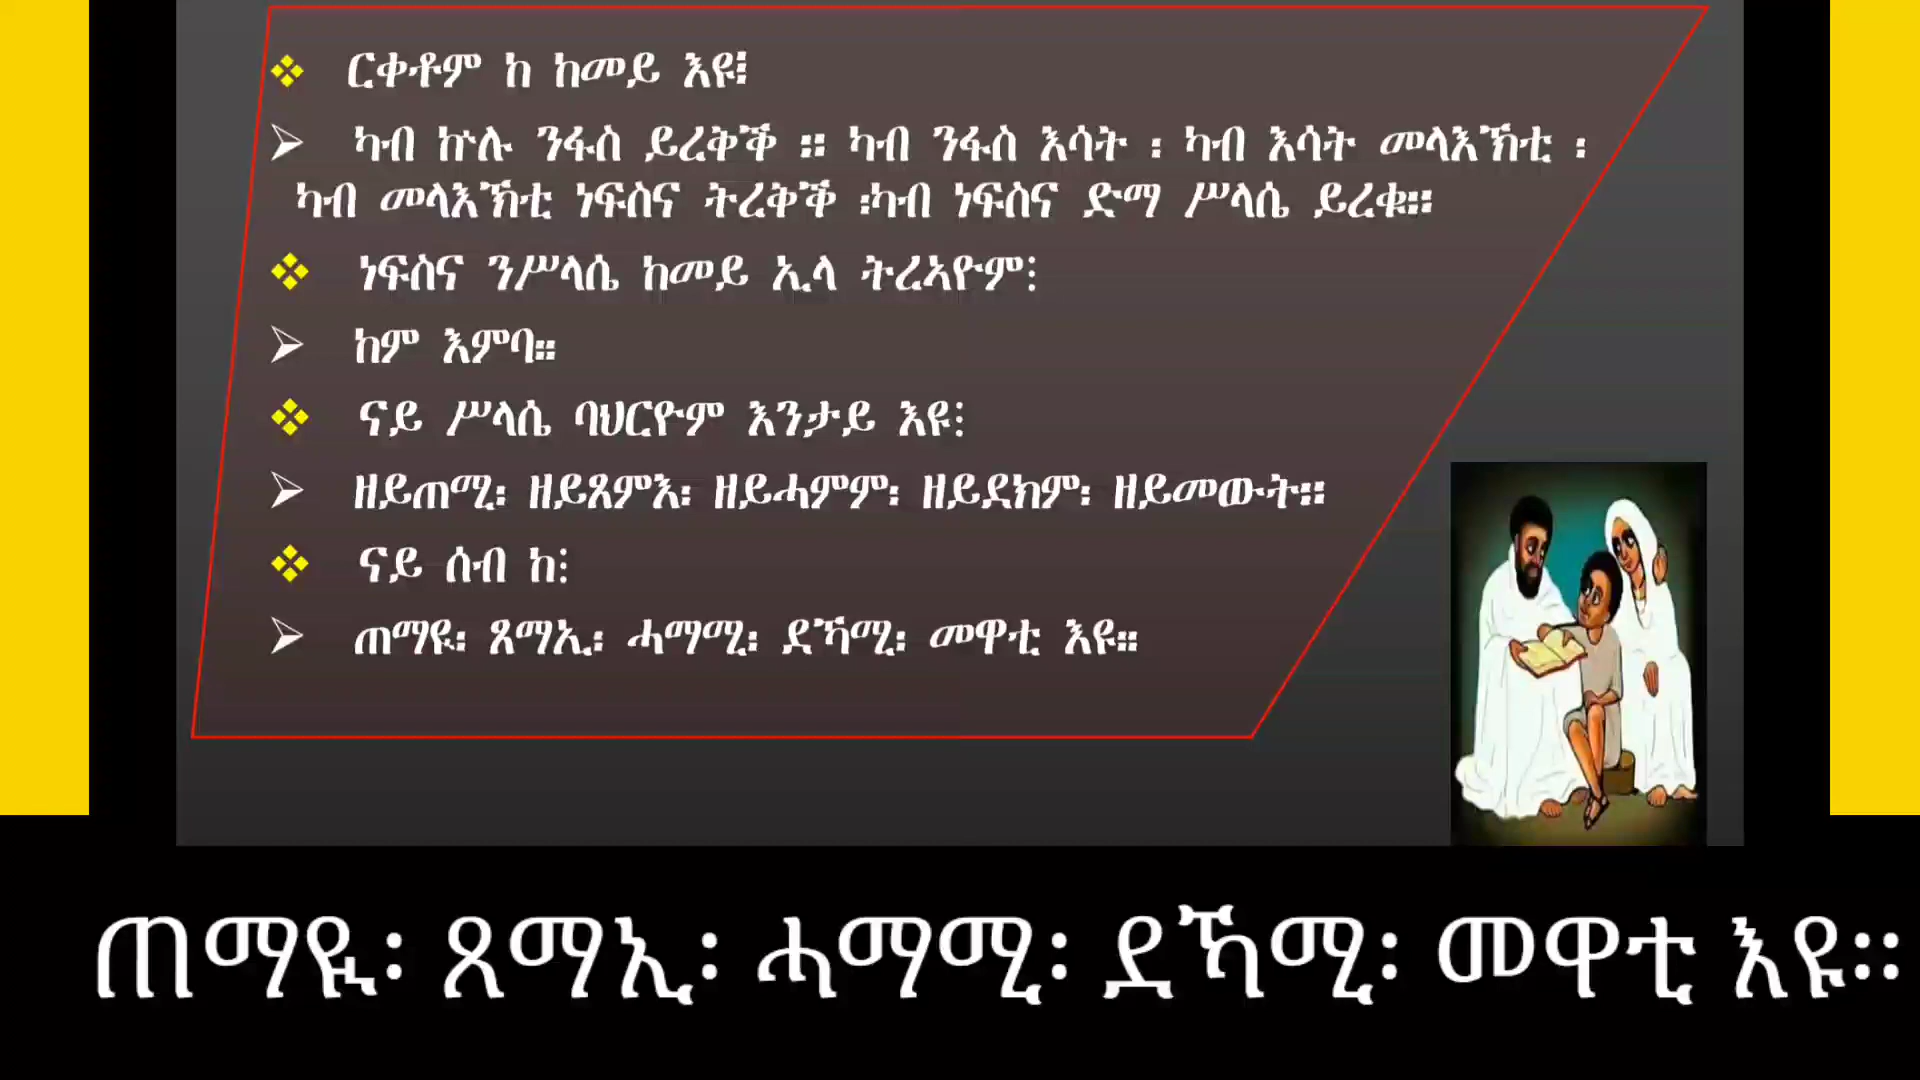 ❖ ርቀቶም ከ ከመይ እዩ፧
➢ ካብ ኵሉ ንፋስ ይረቅቕ ። ካብ ንፋስ እሳት ፡ ካብ እሳት መላእኽቲ ፡
ካብ መላእኽቲ ነፍስና ትረቅቕ ፡ካብ ነፍስና ድማ ሥላሴ ይረቁ።
❖ ነፍስና ንሥላሴ ከመይ ኢላ ትረኣዮም፧
➢ ከም እምባ።
❖ ናይ ሥላሴ ባህርዮም እንታይ እዩ፧
➢ ዘይጠሚ፡ ዘይጸምእ፡ ዘይሓምም፡ ዘይደክም፡ ዘይመውት።
❖ ናይ ሰብ ከ፧
➢ ጠማዪ፡ ጸማኢ፡ ሓማሚ፡ ደኻሚ፡ መዋቲ እዩ።
ጠማዪ፡ ጸማኢ፡ ሓማሚ፡ ደኻሚ፡ መዋቲ እዩ።